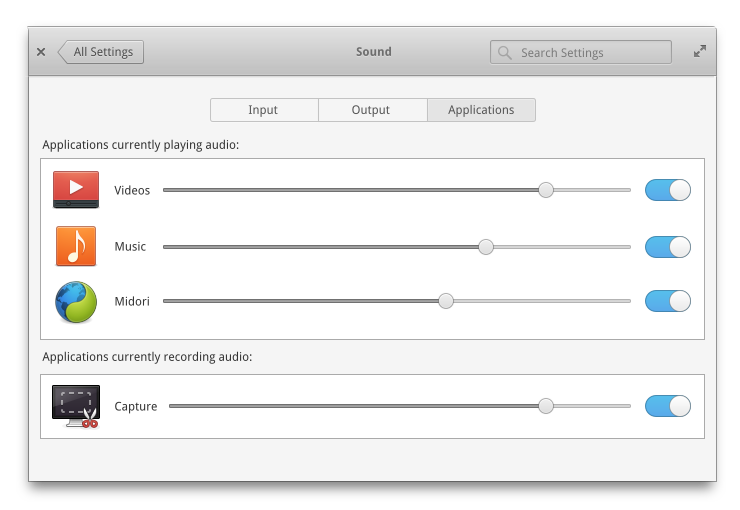 All Settings
Sound
Search Settings
Input
Output
Applications
Applications currently playing audio:
Videos
Music
Midori
Applications currently recording audio:
Capture